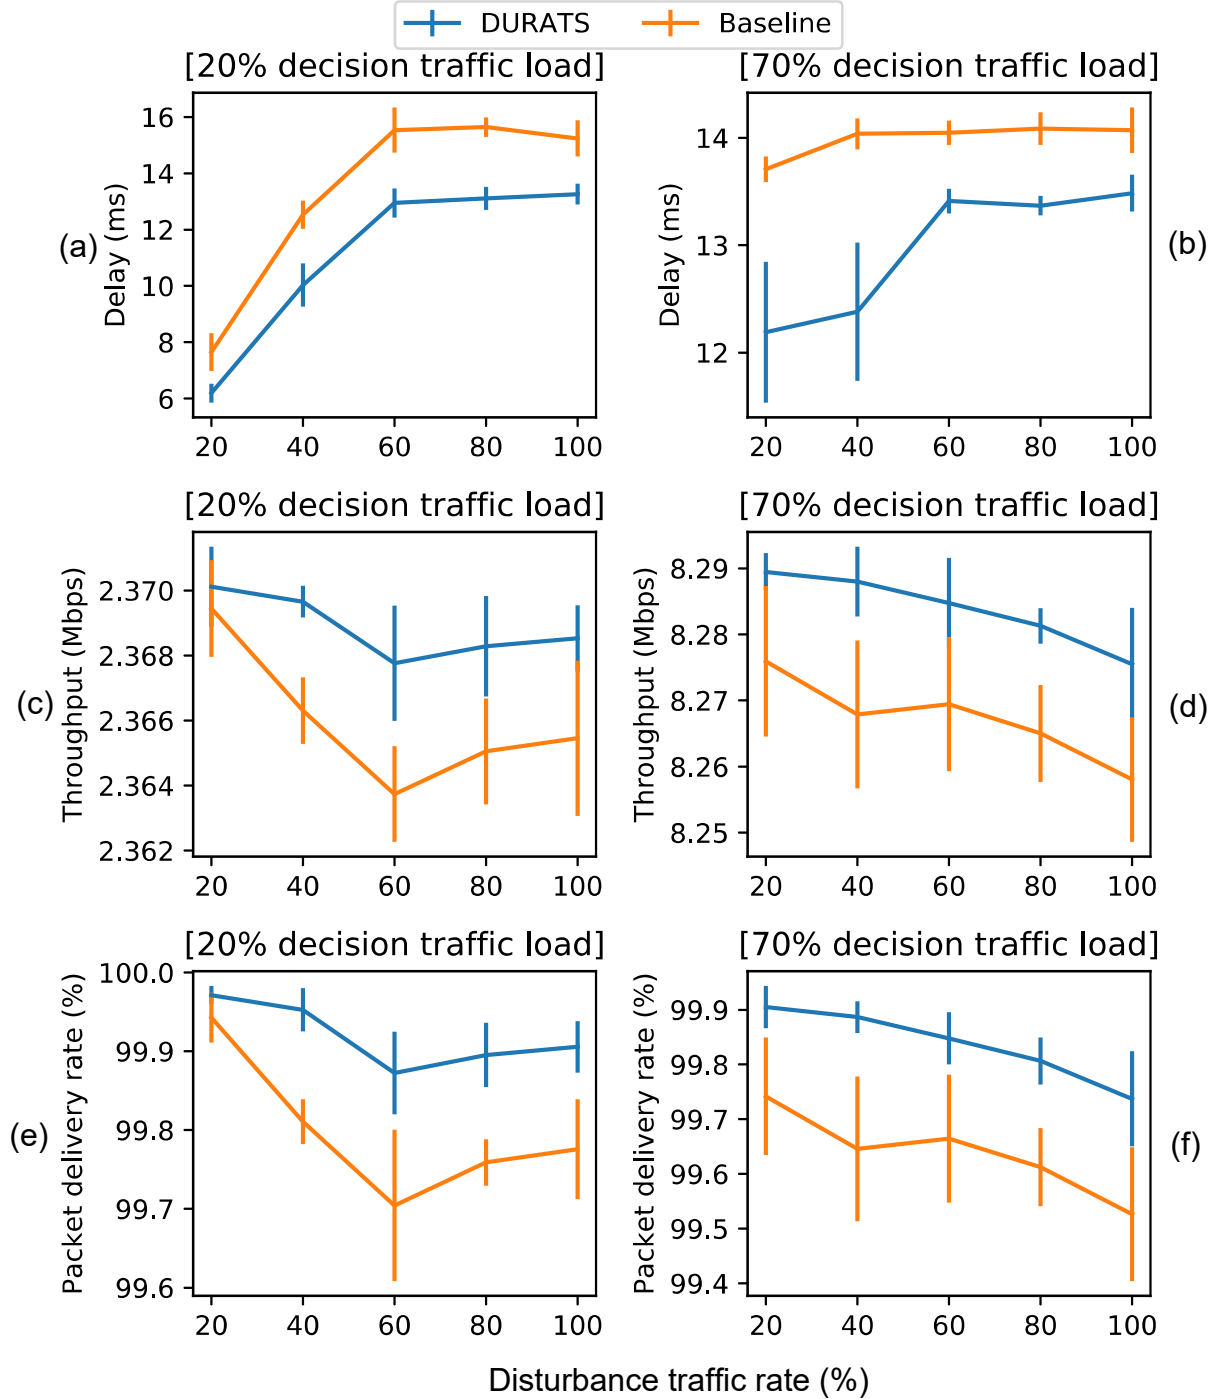 DURATS Baseline
[20% decision traffic load] [70% decision traffic load]
(a) Delay (ms) 16 14 12 10 8 6
20 40 60 80 100
Delay (ms) 14 13 12 (b)
20 40 60 80 100
[20% decision traffic load] [70% decision traffic load]
(c) Throughput (Mbps) 2.370 2.368 2.366 2.364 2.362
20 40 60 80 100
Throughput (Mbps) 8.29 8.28 8.27 8.26 8.25 (d)
20 40 60 80 100
[20% decision traffic load] [70% decision traffic load]
(e) Packet delivery rate (%) 100.0 99.9 99.8 99.7 99.6
20 40 60 80 100
Packet delivery rate (%) 99.9 99.8 99.7 99.6 99.5 99.4 (f)
20 40 60 80 100
Disturbance traffic rate (%)